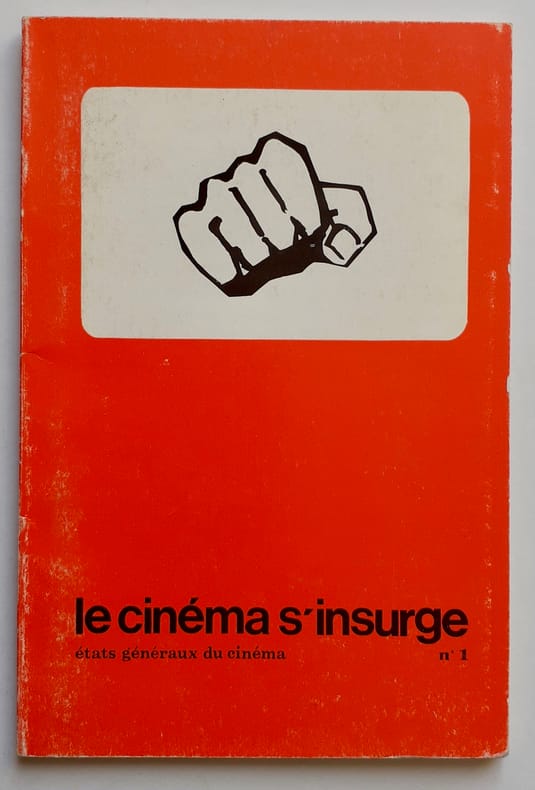 le cinéma s'insurge
états généraux du cinéma n° 1